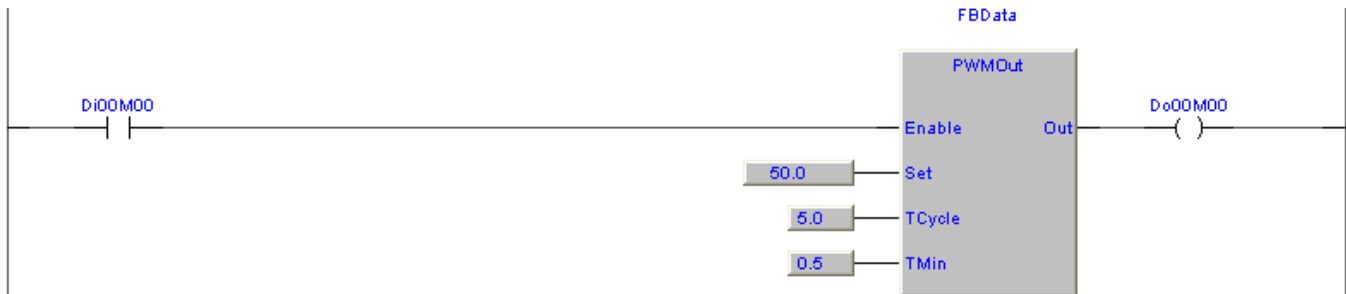 FBData
PWMOut
Di00M00
Do00M00
Enable Out
50.0 Set
5.0 TCycle
0.5 TMin